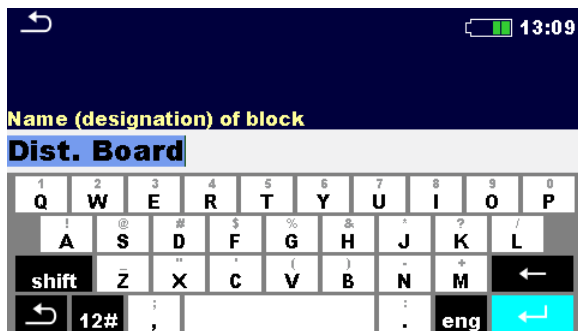 13:09
Name (designation) of block
Dist. Board
1 2 3 4 5 6 7 8 9 0
Q W E R T Y U I O P
! @ # $ % & * ? /
A S D F G H J K L
_ " ' ( ) - +
shift Z X C V B N M
; :
12# , . eng